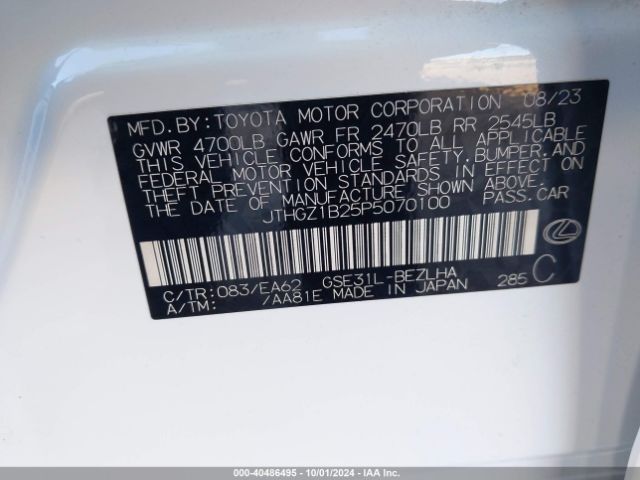 MFD.BY:TOYOTA MOTOR CORPORATION 08/23
GVWR 4700LB GAWR FR 2470LB RR 2545LB
THIS VEHICLE CONFORMS TO ALL APPLICABLE
FEDERAL MOTOR VEHICLE SAFETY,BUMPER,AND
THEFT PREVENTION STANDARDS IN EFFECT ON
THE DATE OF MANUFACTURE SHOWN ABOVE.
JTHGZ1B25P5070100 PASS.CAR
C/TR:083/EA62 GSE31L-BEZLHA
A/TM: /AA81E MADE IN JAPAN 285 C
000-40486495 - 10/01/2024 - IAA Inc.